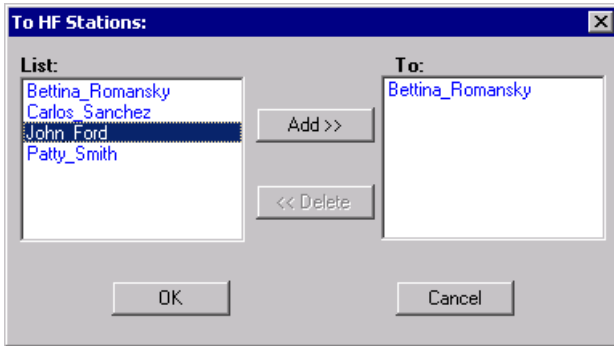 To HF Stations:
List:
To:
Bettina_Romansky
Carlos_Sanchez
John_Ford
Patty_Smith
Add >>
<< Delete
Bettina_Romansky
OK
Cancel